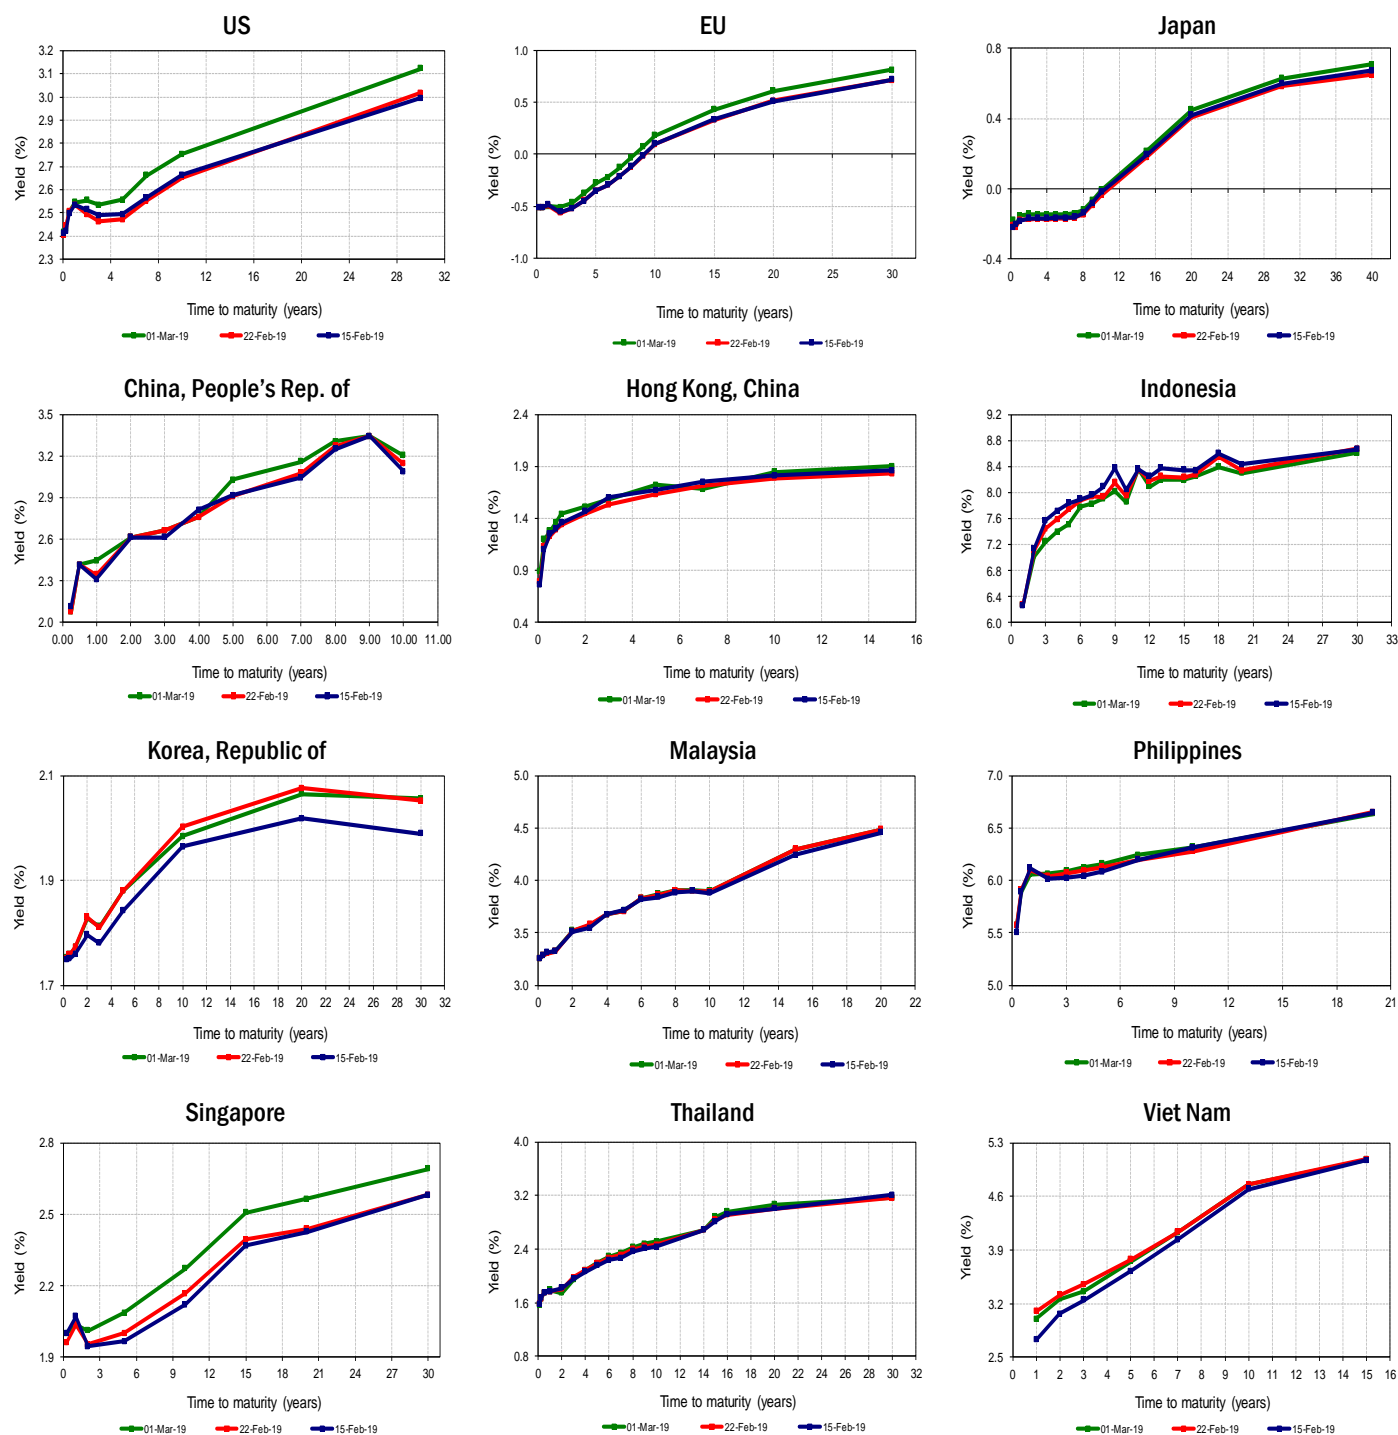 US
EU
Japan
Yield (%)
3.2
3.1
3.0
2.9
2.8
2.7
2.6
2.5
2.4
2.3
0 4 8 12 16 20 24 28 32
Time to maturity (years)
01-Mar-19 22-Feb-19 15-Feb-19
Yield (%)
1.0
0.5
0.0
-0.5
-1.0
0 5 10 15 20 25 30
Time to maturity (years)
01-Mar-19 22-Feb-19 15-Feb-19
Yield (%)
0.8
0.4
0.0
-0.4
0 4 8 12 16 20 24 28 32 36 40
Time to maturity (years)
01-Mar-19 22-Feb-19 15-Feb-19
China, People's Rep. of
Hong Kong, China
Indonesia
Yield (%)
3.5
3.2
2.9
2.6
2.3
2.0
0.00 1.00 2.00 3.00 4.00 5.00 6.00 7.00 8.00 9.00 10.00 11.00
Time to maturity (years)
01-Mar-19 22-Feb-19 15-Feb-19
Yield (%)
2.4
1.9
1.4
0.9
0.4
0 2 4 6 8 10 12 14 16
Time to maturity (years)
01-Mar-19 22-Feb-19 15-Feb-19
Yield (%)
9.2
8.8
8.4
8.0
7.6
7.2
6.8
6.4
6.0
0 3 6 9 12 15 18 21 24 27 30 33
Time to maturity (years)
01-Mar-19 22-Feb-19 15-Feb-19
Korea, Republic of
Malaysia
Philippines
Yield (%)
2.1
1.9
1.7
0 2 4 6 8 10 12 14 16 18 20 22 24 26 28 30 32
Time to maturity (years)
01-Mar-19 22-Feb-19 15-Feb-19
Yield (%)
5.0
4.5
4.0
3.5
3.0
0 2 4 6 8 10 12 14 16 18 20 22
Time to maturity (years)
01-Mar-19 22-Feb-19 15-Feb-19
Yield (%)
7.0
6.5
6.0
5.5
5.0
0 3 6 9 12 15 18 21
Time to maturity (years)
01-Mar-19 22-Feb-19 15-Feb-19
Singapore
Thailand
Viet Nam
Yield (%)
2.8
2.5
2.2
1.9
0 3 6 9 12 15 18 21 24 27 30
Time to maturity (years)
01-Mar-19 22-Feb-19 15-Feb-19
Yield (%)
4.0
3.2
2.4
1.6
0.8
0 2 4 6 8 10 12 14 16 18 20 22 24 26 28 30 32
Time to maturity (years)
01-Mar-19 22-Feb-19 15-Feb-19
Yield (%)
5.3
4.6
3.9
3.2
2.5
0 1 2 3 4 5 6 7 8 9 10 11 12 13 14 15 16
Time to maturity (years)
01-Mar-19 22-Feb-19 15-Feb-19